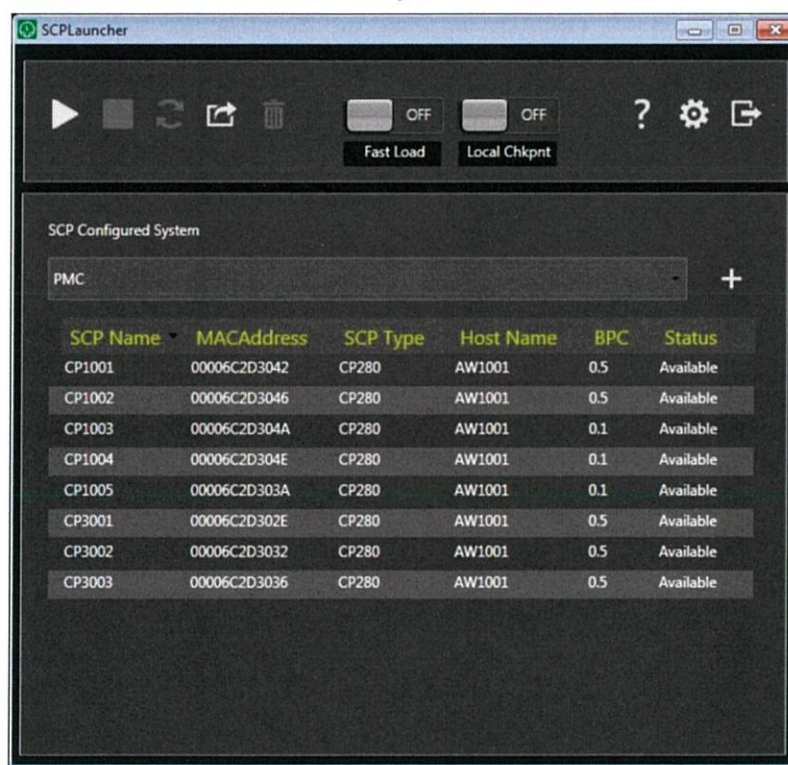 SCPLauncher
OFF OFF ?
Fast Load Local Chkpnt
SCP Configured System
PMC +
SCP Name MACAddress SCP Type Host Name BPC Status
CP1001 00006C2D3042 CP280 AW1001 0.5 Available
CP1002 00006C2D3046 CP280 AW1001 0.5 Available
CP1003 00006C2D304A CP280 AW1001 0.1 Available
CP1004 00006C2D304E CP280 AW1001 0.1 Available
CP1005 00006C2D303A CP280 AW1001 0.1 Available
CP3001 00006C2D302E CP280 AW1001 0.5 Available
CP3002 00006C2D3032 CP280 AW1001 0.5 Available
CP3003 00006C2D3036 CP280 AW1001 0.5 Available